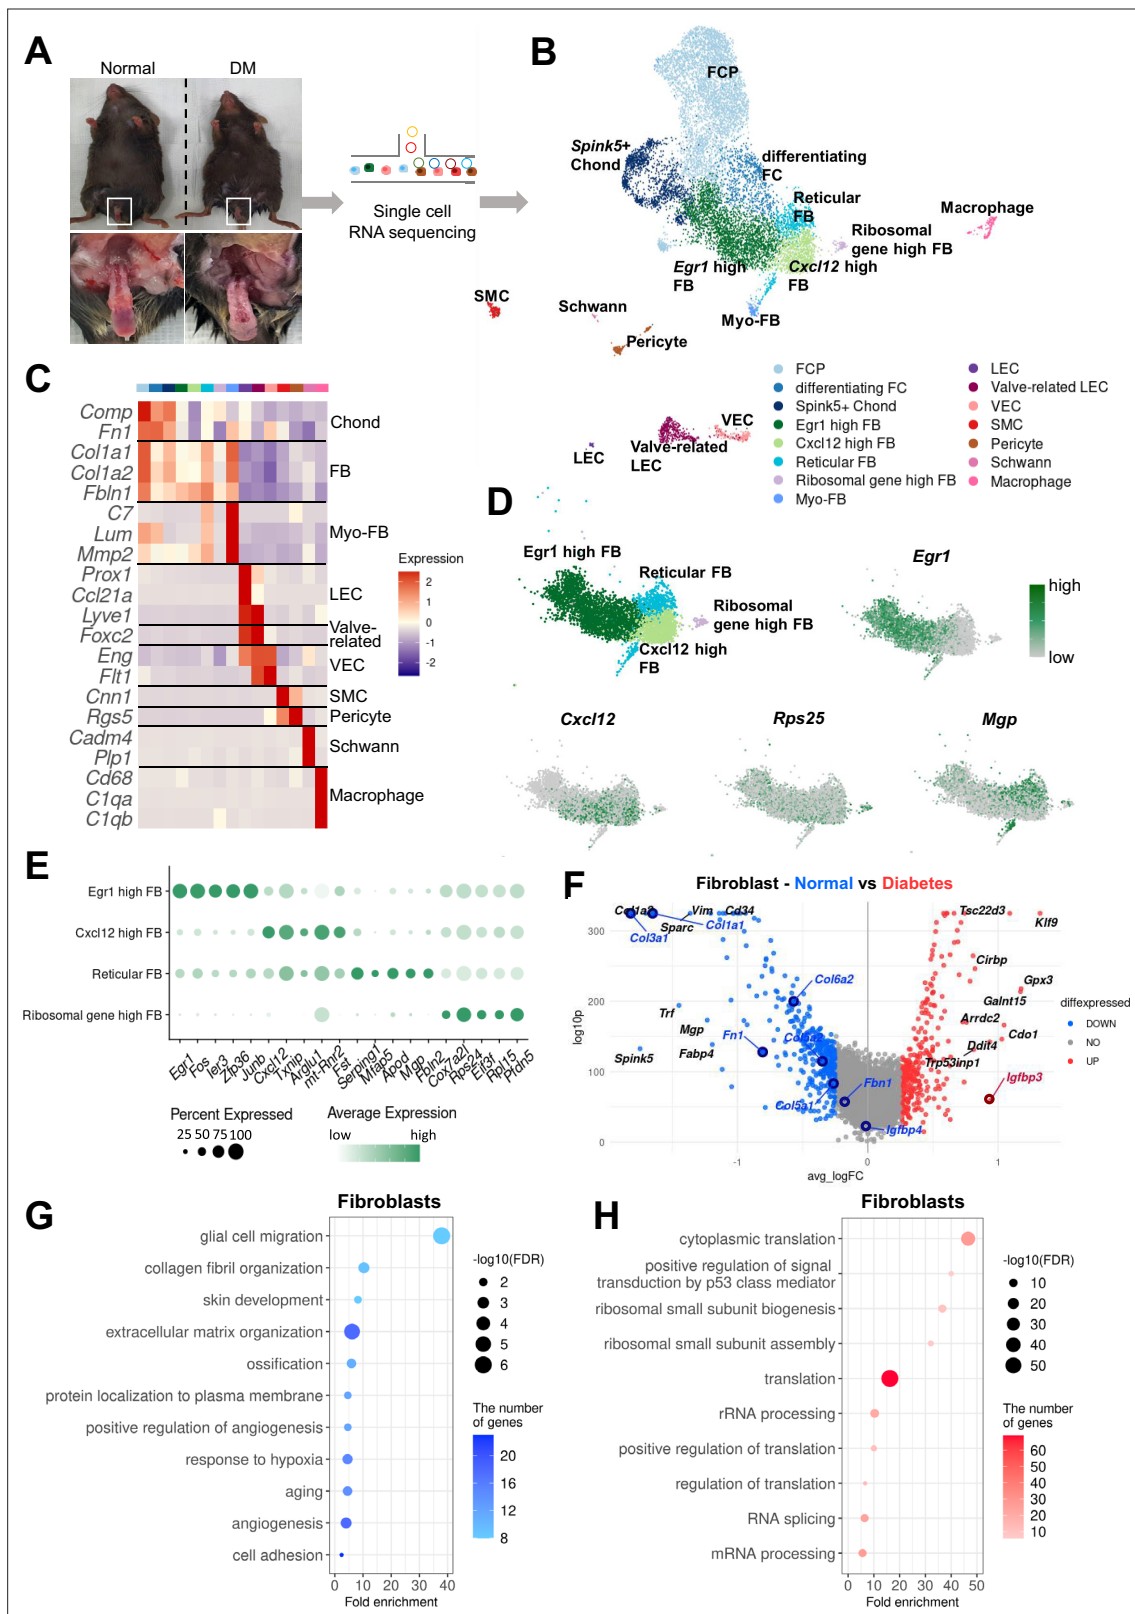 A
Normal
DM
Single cell
RNA sequencing
B
FCP
Spink5+
Chond
differentiating
FC
Reticular
FB
Ribosomal
gene high FB
Macrophage
Egr1 high
FB
Cxcl12 high
FB
Myo-FB
SMC
Schwann
Pericyte
VEC
Valve-related
LEC
LEC
FCP
differentiating FC
Spink5+ Chond
Egr1 high FB
Cxcl12 high FB
Reticular FB
Ribosomal gene high FB
Myo-FB
LEC
Valve-related LEC
VEC
SMC
Pericyte
Schwann
Macrophage
C
Comp
Fn1
Col1a1
Col1a2
Fbln1
C7
Lum
Mmp2
Prox1
Ccl21a
Lyve1
Foxc2
Eng
Flt1
Cnn1
Rgs5
Cadm4
Plp1
Cd68
C1qa
C1qb
Chond
FB
Myo-FB
LEC
Valve-
related
VEC
SMC
Pericyte
Schwann
Macrophage
Expression
2
1
0
-1
-2
D
Egr1 high FB
Reticular FB
Ribosomal
gene high FB
Cxcl12 high
FB
Egr1
high
low
Cxcl12
Rps25
Mgp
E
Egr1 high FB
Cxcl12 high FB
Reticular FB
Ribosomal gene high FB
Egr1
Fos
Ier3
Zfp36
Junb
Cxcl12
Txnip
Arglu1
mt-Rnr2
Fst
Serping1
Mfap5
Apod
Mgp
Fbln2
Cox7a2l
Rps24
Eif3f
Rpl15
Pfdn5
Percent Expressed
25 50 75 100
Average Expression
low
high
F
Fibroblast - Normal vs Diabetes
log10p
300
200
100
0
-1
0
1
avg_logFC
Col1a2
Vim
Cd34
Sparc
Col1a1
Col3a1
Col6a2
Trf
Mgp
Fn1
Col5a2
Spink5
Fabp4
Col5a1
Fbn1
Igfbp4
Tsc22d3
Klf9
Cirbp
Gpx3
Galnt15
Arrdc2
Cdo1
Ddit4
Trp53inp1
Igfbp3
diffexpressed
DOWN
NO
UP
G
Fibroblasts
glial cell migration
collagen fibril organization
skin development
extracellular matrix organization
ossification
protein localization to plasma membrane
positive regulation of angiogenesis
response to hypoxia
aging
angiogenesis
cell adhesion
0 10 20 30 40
Fold enrichment
-log10(FDR)
2
3
4
5
6
The number
of genes
20
16
12
8
H
Fibroblasts
cytoplasmic translation
positive regulation of signal
transduction by p53 class mediator
ribosomal small subunit biogenesis
ribosomal small subunit assembly
translation
rRNA processing
positive regulation of translation
regulation of translation
RNA splicing
mRNA processing
0 10 20 30 40 50
Fold enrichment
-log10(FDR)
10
20
30
40
50
The number
of genes
60
50
40
30
20
10